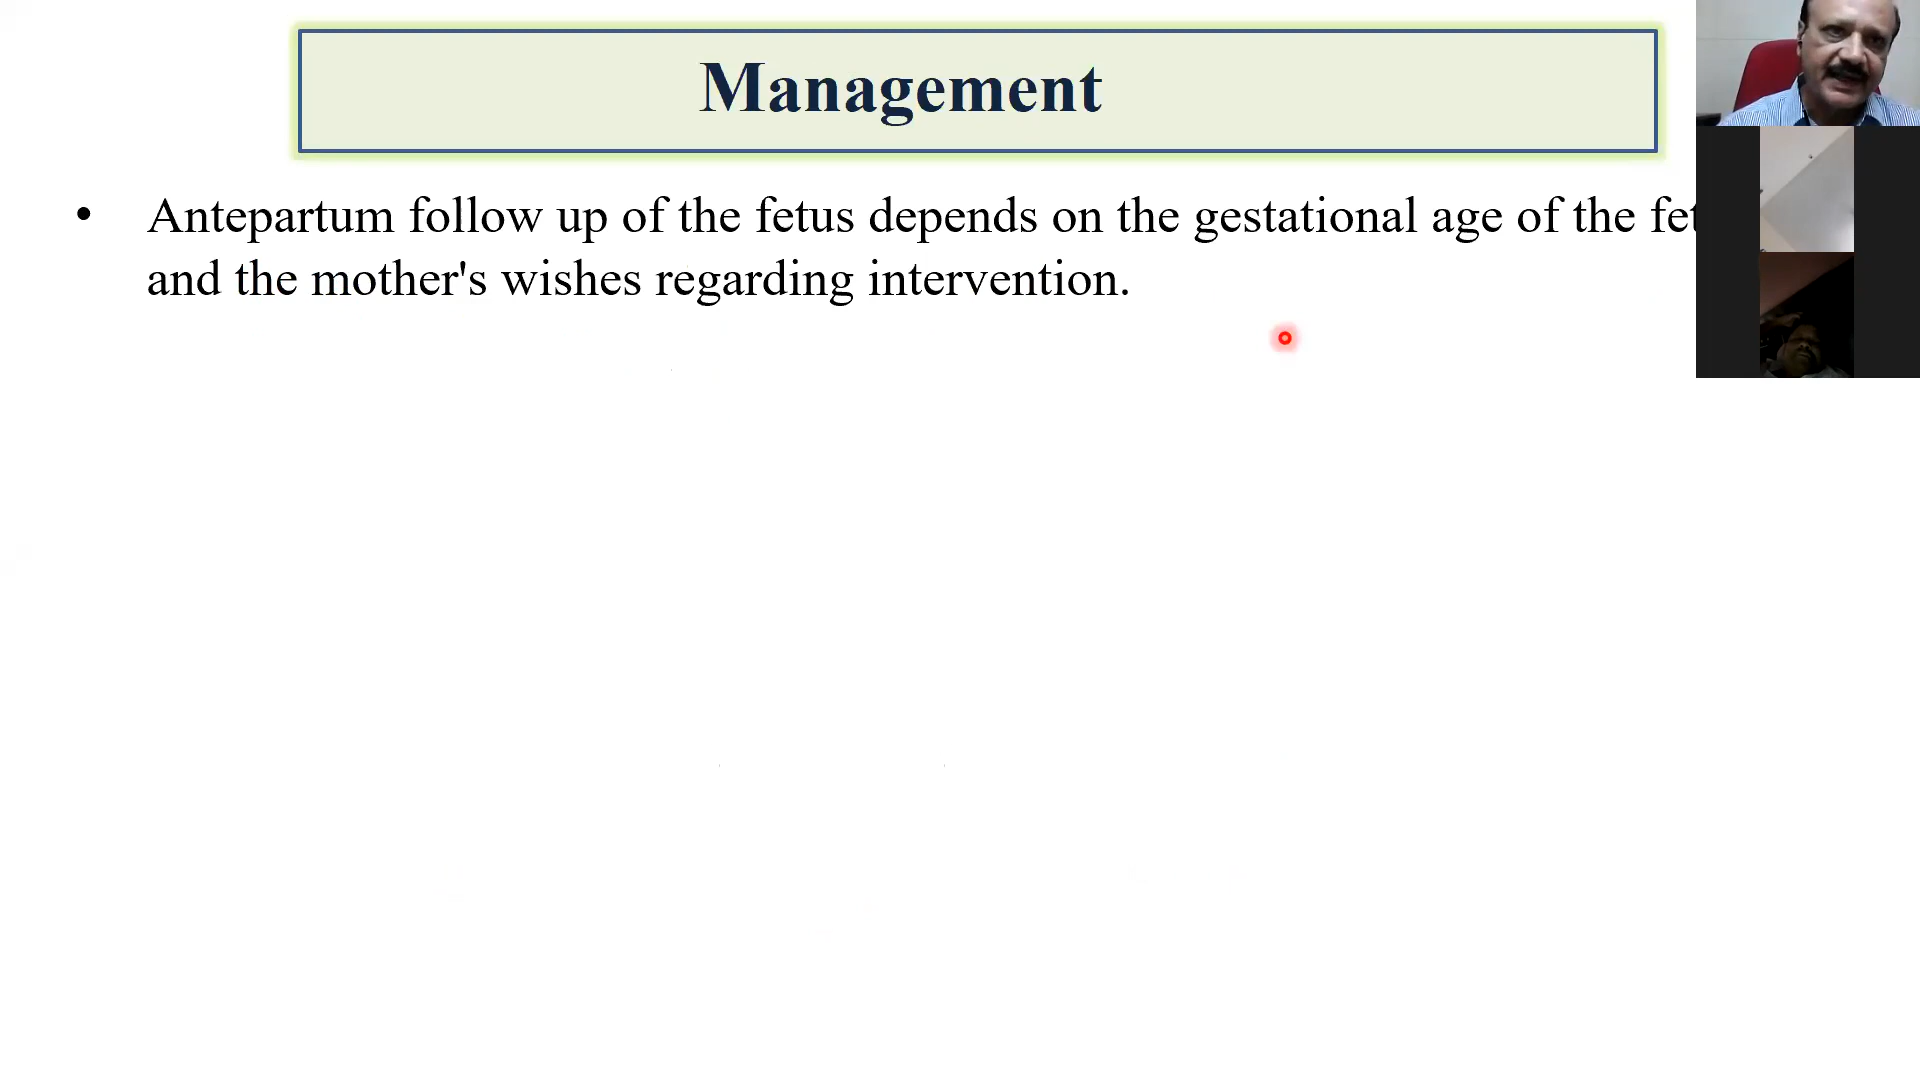 Management
• Antepartum follow up of the fetus depends on the gestational age of the
and the mother's wishes regarding intervention.